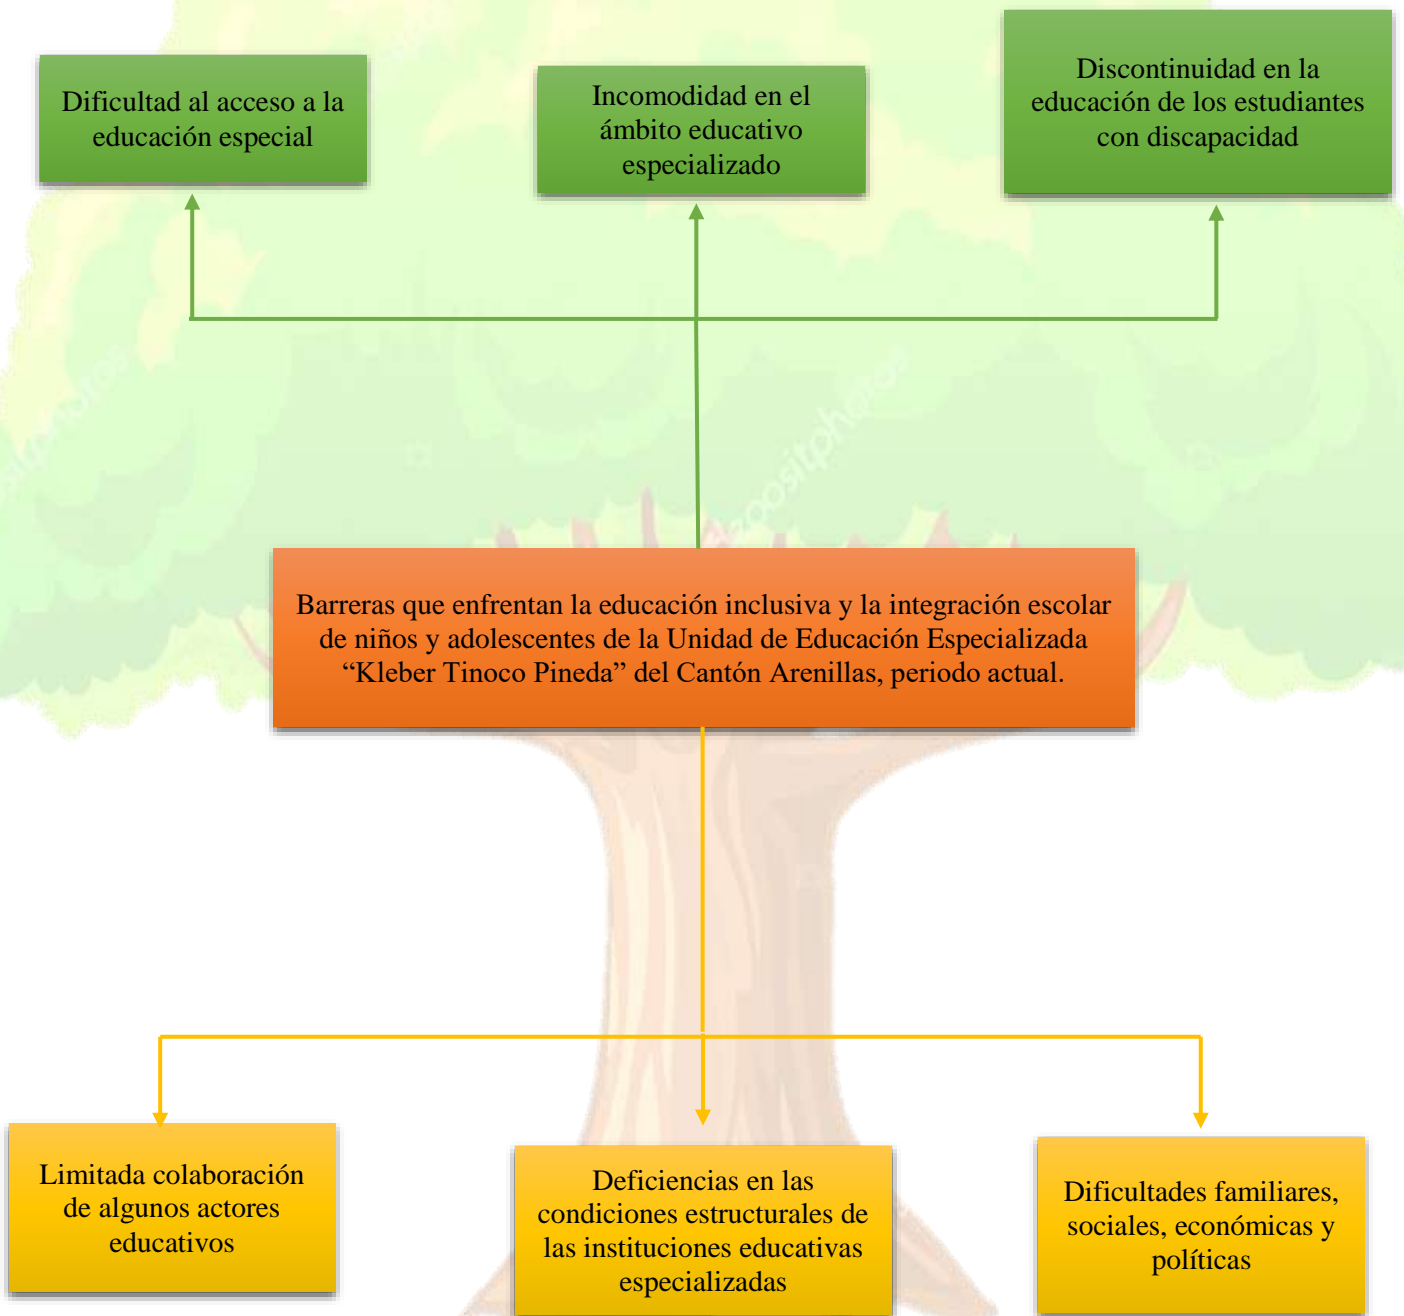 Dificultad al acceso a la
educación especial
Incomodidad en el
ámbito educativo
especializado
Discontinuidad en la
educación de los estudiantes
con discapacidad
Barreras que enfrentan la educación inclusiva y la integración escolar
de niños y adolescentes de la Unidad de Educación Especializada
“Kleber Tinoco Pineda” del Cantón Arenillas, periodo actual.
Limitada colaboración
de algunos actores
educativos
Deficiencias en las
condiciones estructurales de
las instituciones educativas
especializadas
Dificultades familiares,
sociales, económicas y
políticas